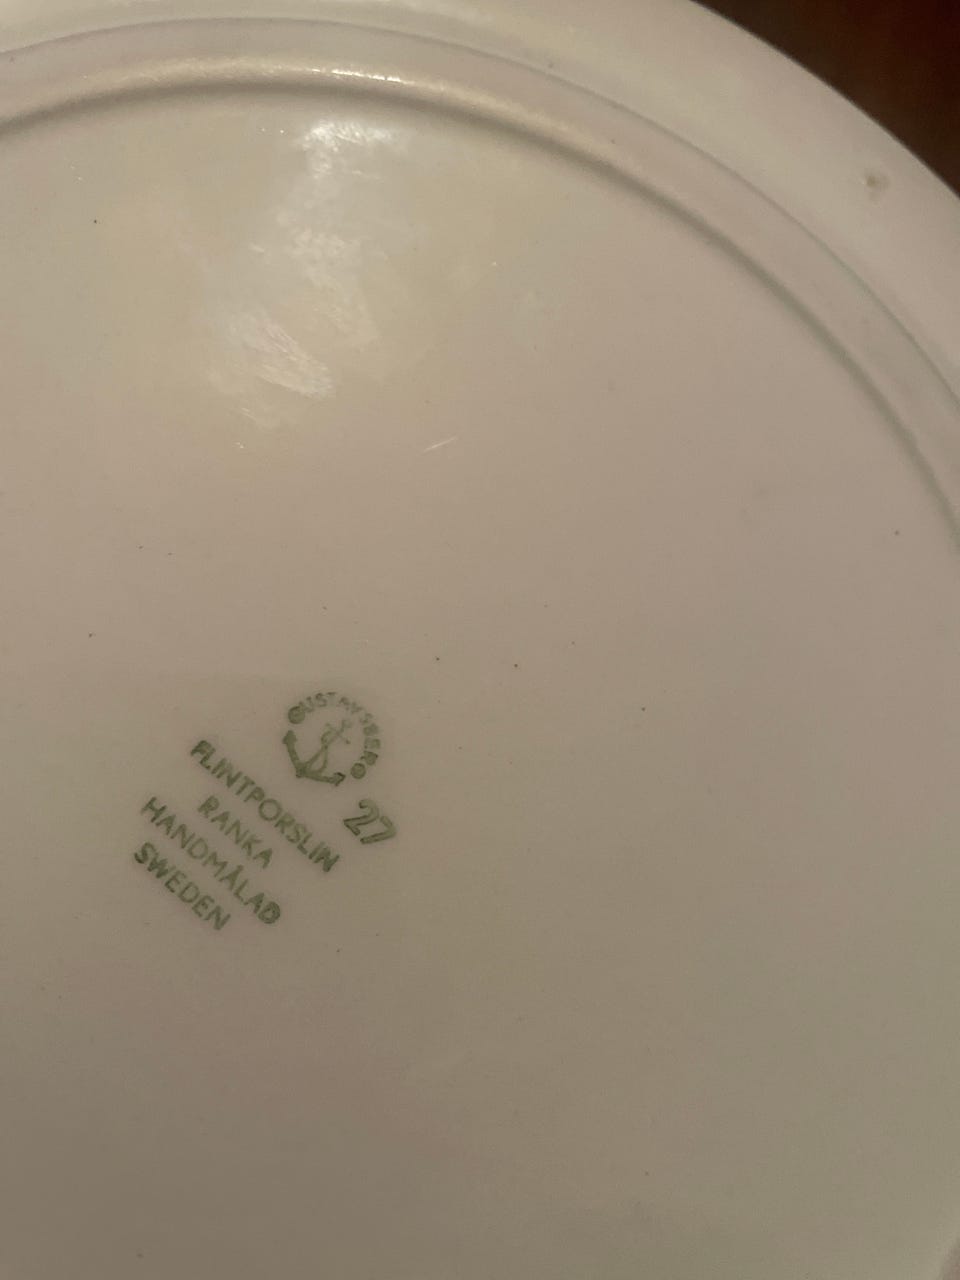 GUSTAVSBERG
27
FLINTPORSLIN
RANKA
HANDMÅLAD
SWEDEN